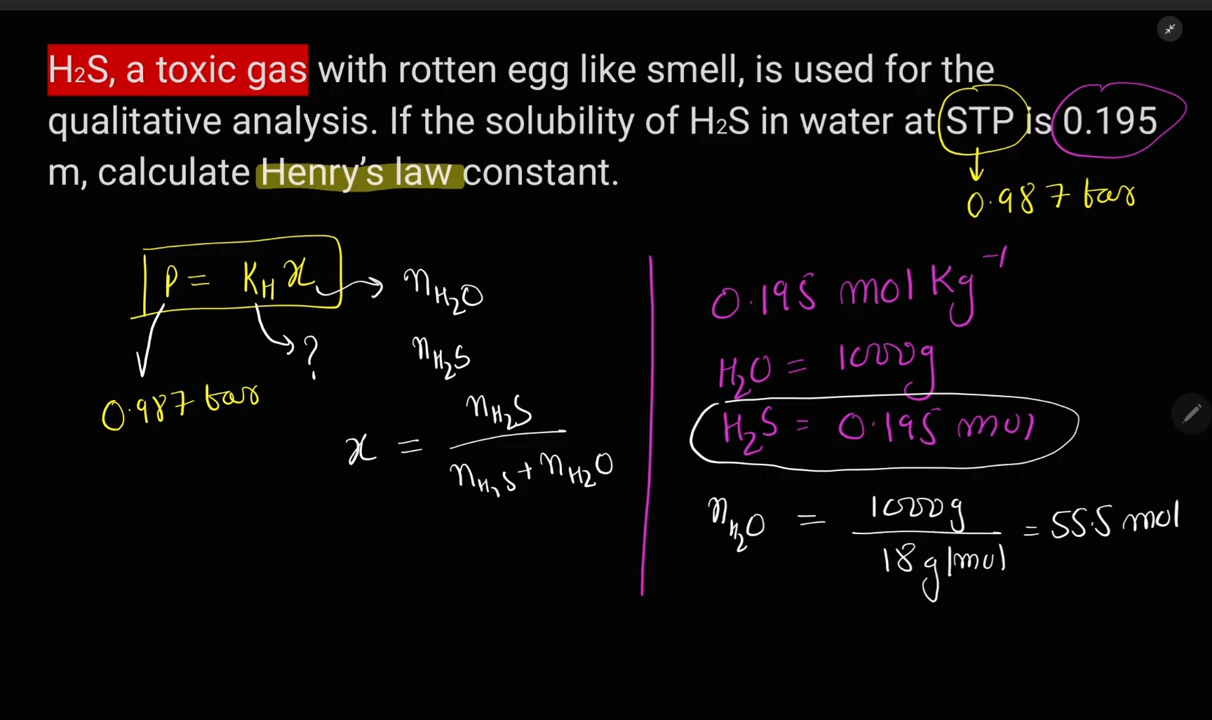 H₂S, a toxic gas with rotten egg like smell, is used for the
qualitative analysis. If the solubility of H₂S in water at STP is 0.195
m, calculate Henry's law constant.
0.987 bar
P = K_H x
n_H₂O
?
n_H₂S
0.987 bar
x = n_H₂S / (n_H₂S + n_H₂O)
0.195 mol Kg⁻¹
H₂O = 1000g
H₂S = 0.195 mol
n_H₂O = 1000g / 18 g/mol = 55.5 mol